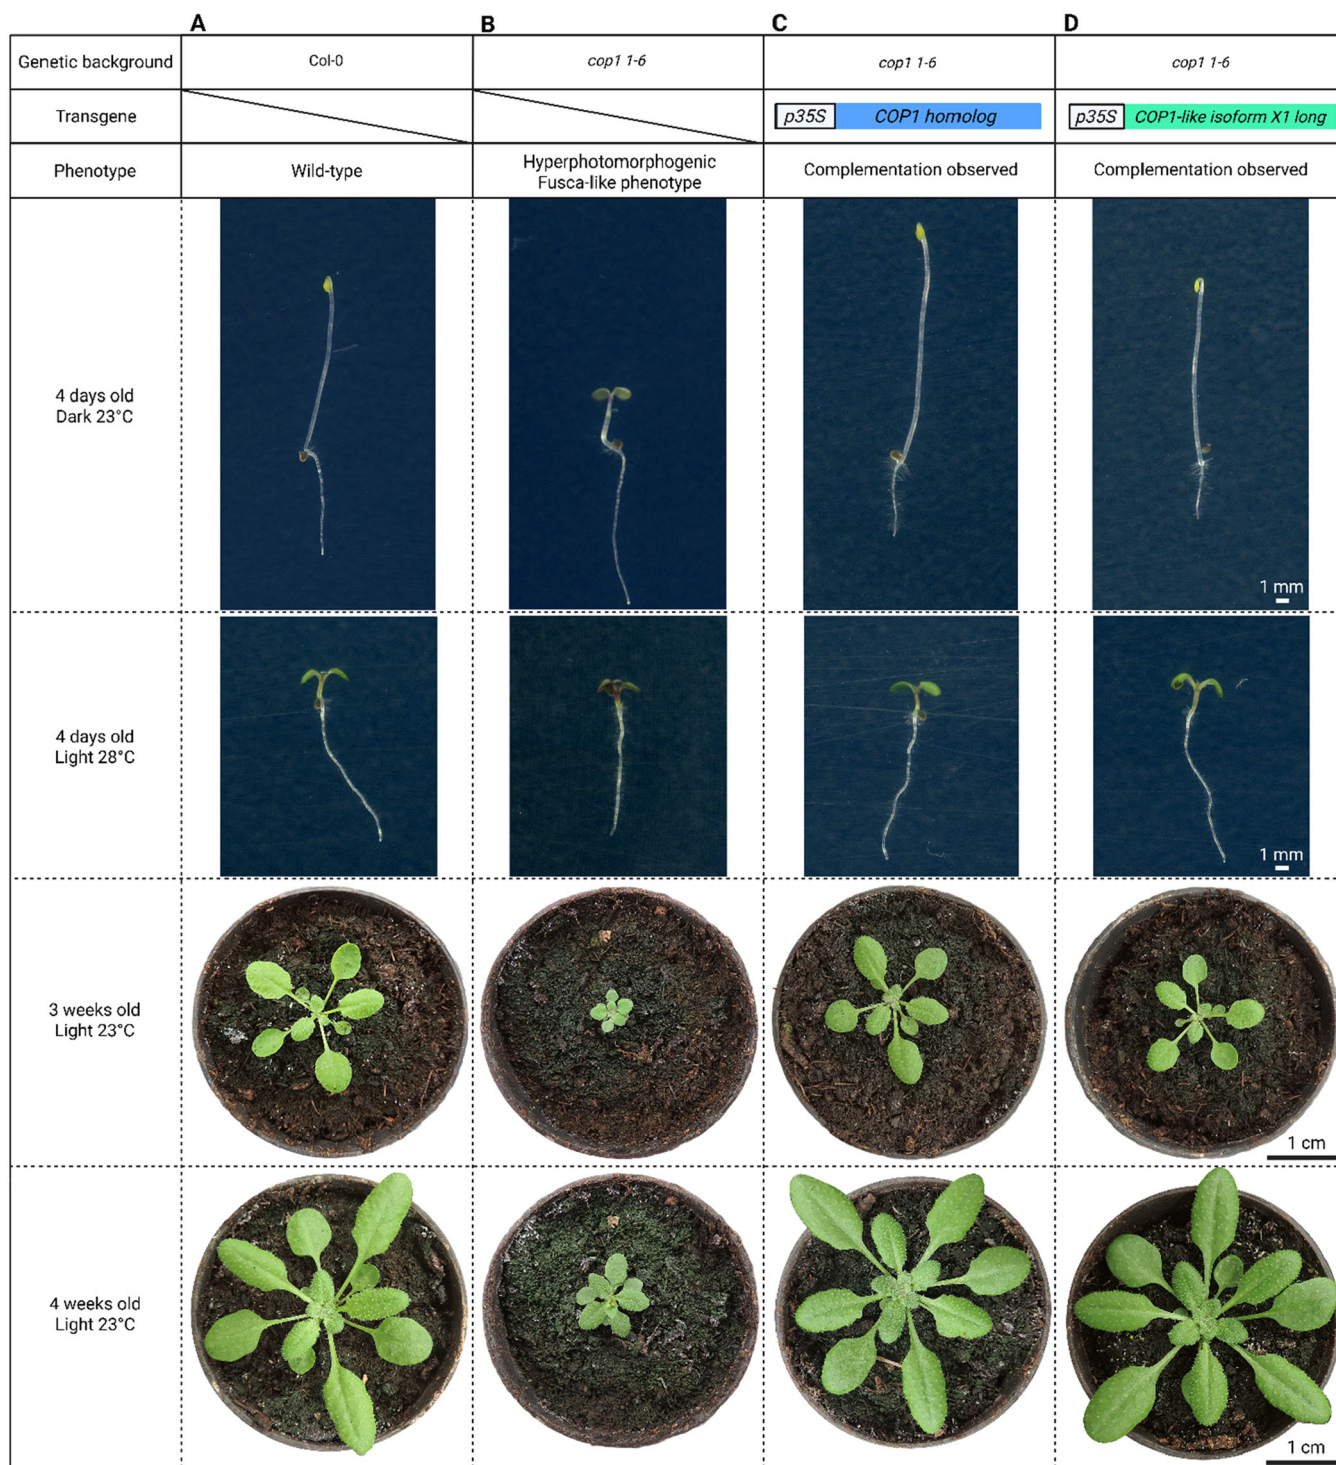 A B C D
Genetic background Col-0 cop1 1-6 cop1 1-6 cop1 1-6
Transgene p35S COP1 homolog p35S COP1-like isoform X1 long
Phenotype Wild-type Hyperphotomorphogenic Fusca-like phenotype Complementation observed Complementation observed
4 days old
Dark 23°C
1 mm
4 days old
Light 28°C
1 mm
3 weeks old
Light 23°C
1 cm
4 weeks old
Light 23°C
1 cm